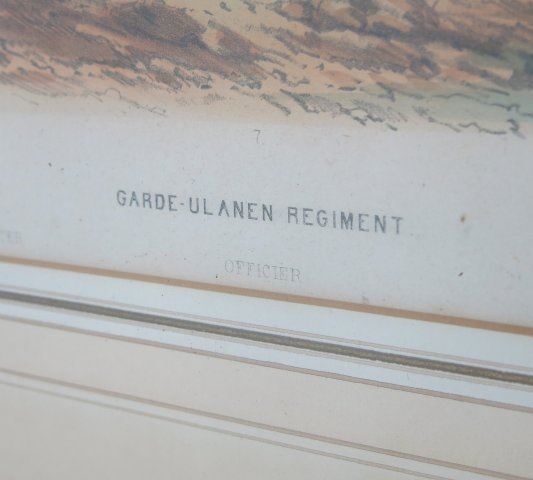 7
GARDE-ULANEN REGIMENT
OFFICIER